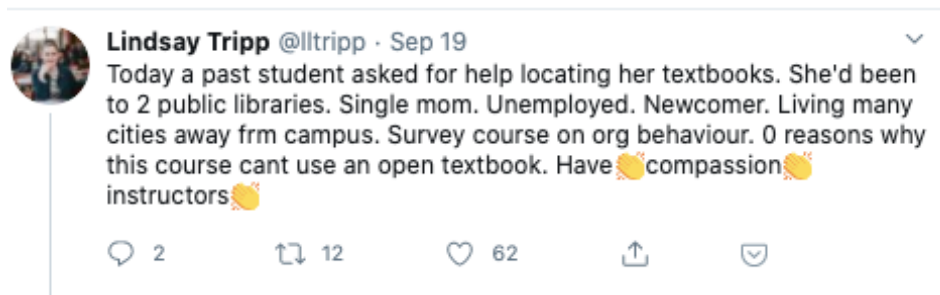 Lindsay Tripp @lltripp · Sep 19
Today a past student asked for help locating her textbooks. She'd been
to 2 public libraries. Single mom. Unemployed. Newcomer. Living many
cities away frm campus. Survey course on org behaviour. 0 reasons why
this course cant use an open textbook. Have👏compassion👏
instructors👏
2 12 62